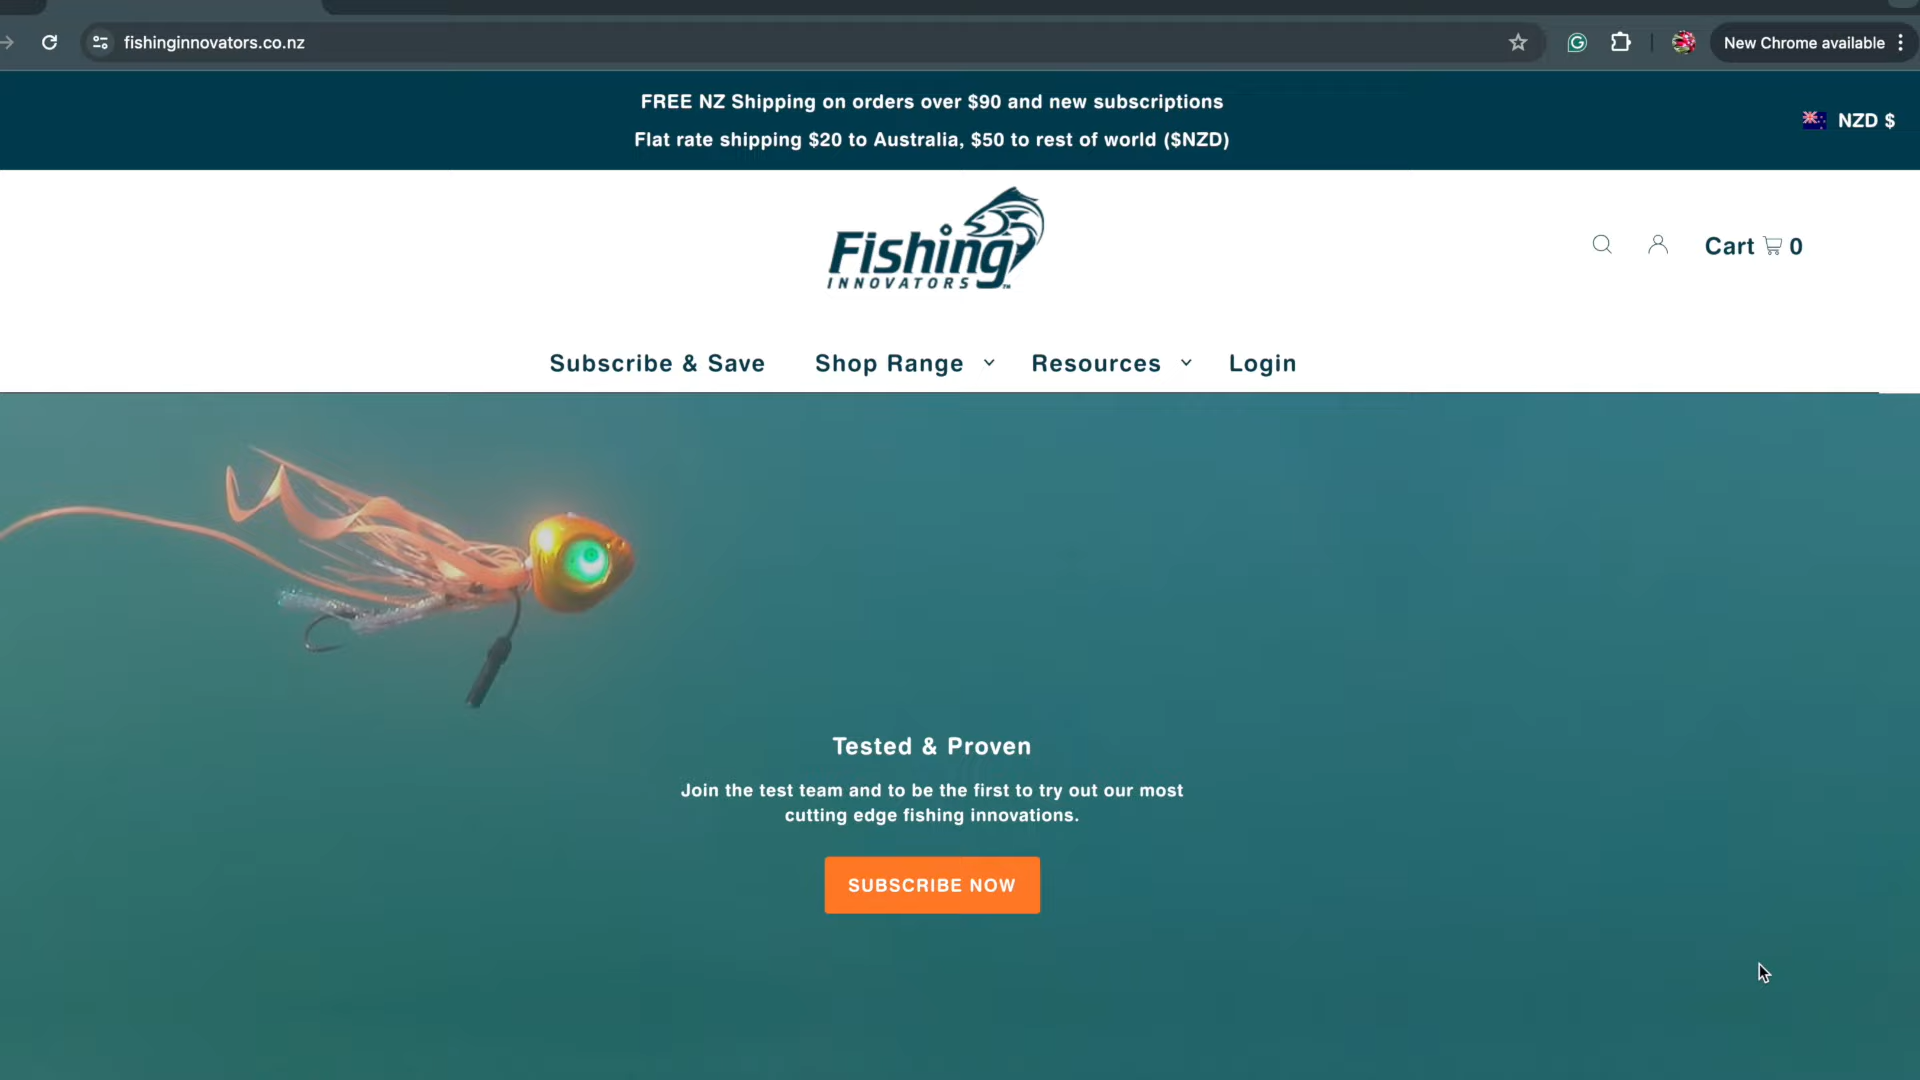 fishinginnovators.co.nz
New Chrome available
FREE NZ Shipping on orders over $90 and new subscriptions
Flat rate shipping $20 to Australia, $50 to rest of world ($NZD)
NZD $
Fishing
INNOVATORS
Cart 0
Subscribe & Save
Shop Range
Resources
Login
Tested & Proven
Join the test team and to be the first to try out our most
cutting edge fishing innovations.
SUBSCRIBE NOW